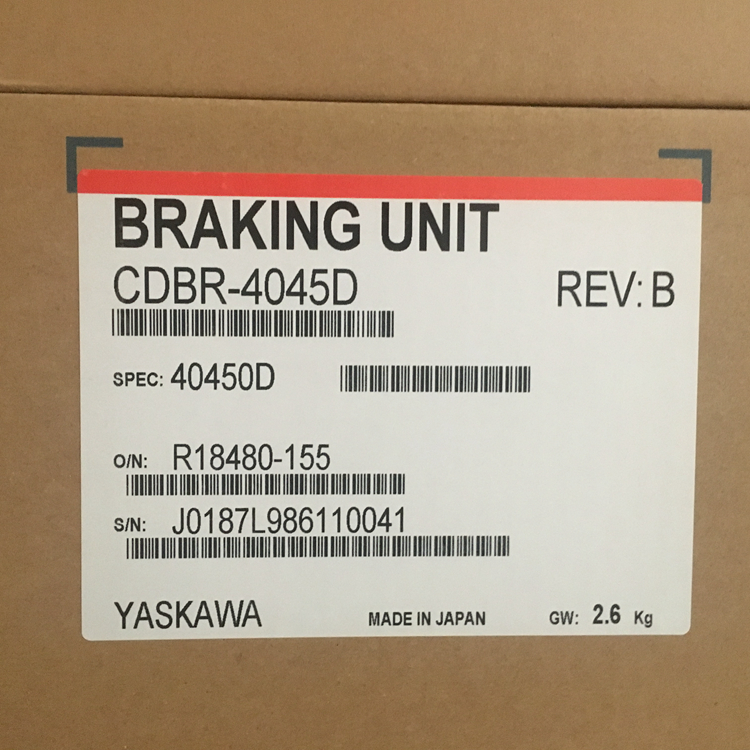 BRAKING UNIT
CDBR-4045D REV: B
SPEC: 40450D
O/N: R18480-155
S/N: J0187L986110041
YASKAWA MADE IN JAPAN GW: 2.6 Kg